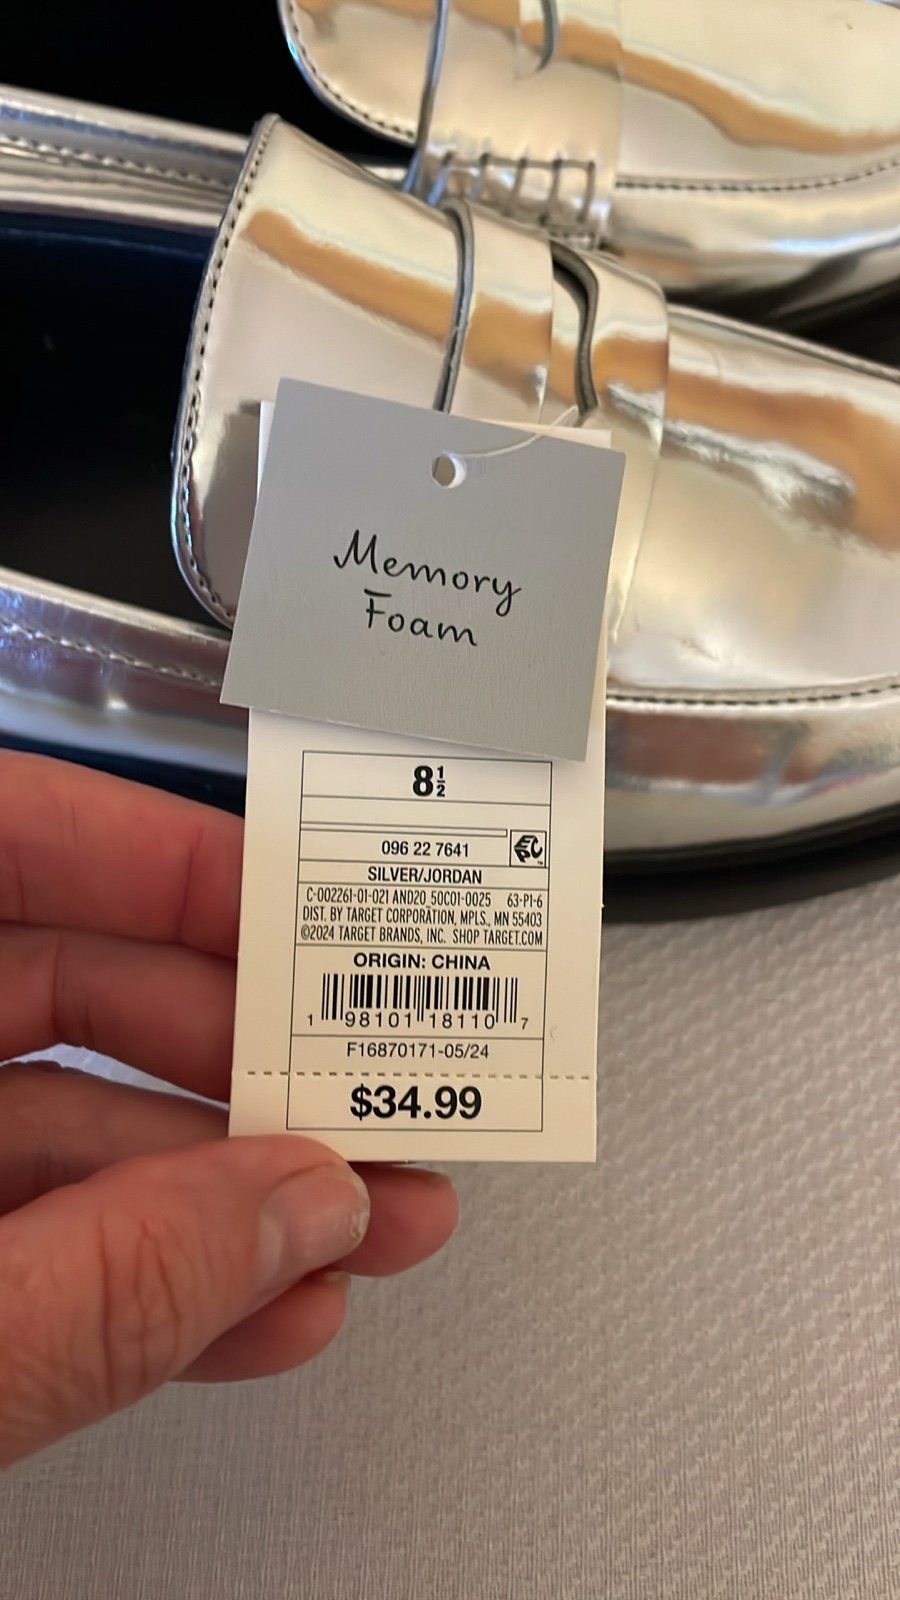 Memory
Foam
8½
096 22 7641
EPC
SILVER/JORDAN
C-002261-01-021 AND20_50C01-0025 63-P1-6
DIST. BY TARGET CORPORATION, MPLS., MN 55403
©2024 TARGET BRANDS, INC. SHOP TARGET.COM
ORIGIN: CHINA
1 98101 18110 7
F16870171-05/24
$34.99